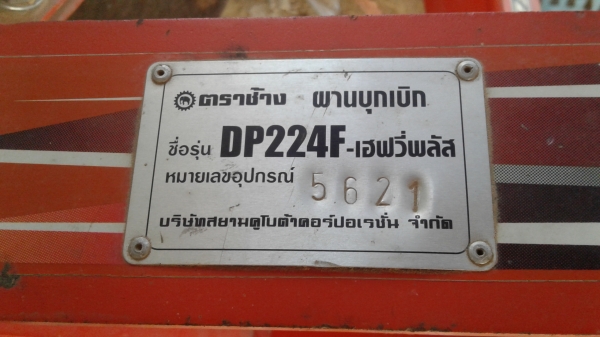 ตราช้าง ผานบุกเบิก
ชื่อรุ่น DP224F-เฮฟวี่พลัส
หมายเลขอุปกรณ์ 5621
บริษัทสยามคูโบต้าคอร์ปอเรชั่น จำกัด